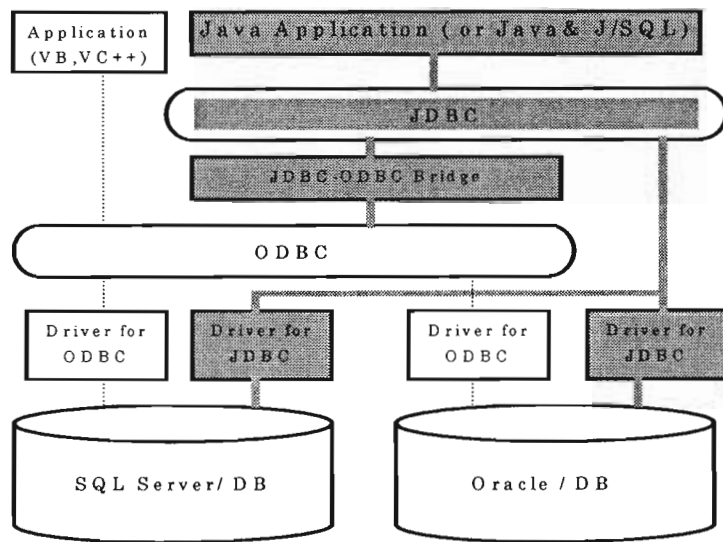 Application
(VB,VC++)
Java Application (or Java& J/SQL)
JDBC
JDBC-ODBC Bridge
ODBC
Driver for
ODBC
Driver for
JDBC
Driver for
ODBC
Driver for
JDBC
SQL Server/ DB
Oracle / DB